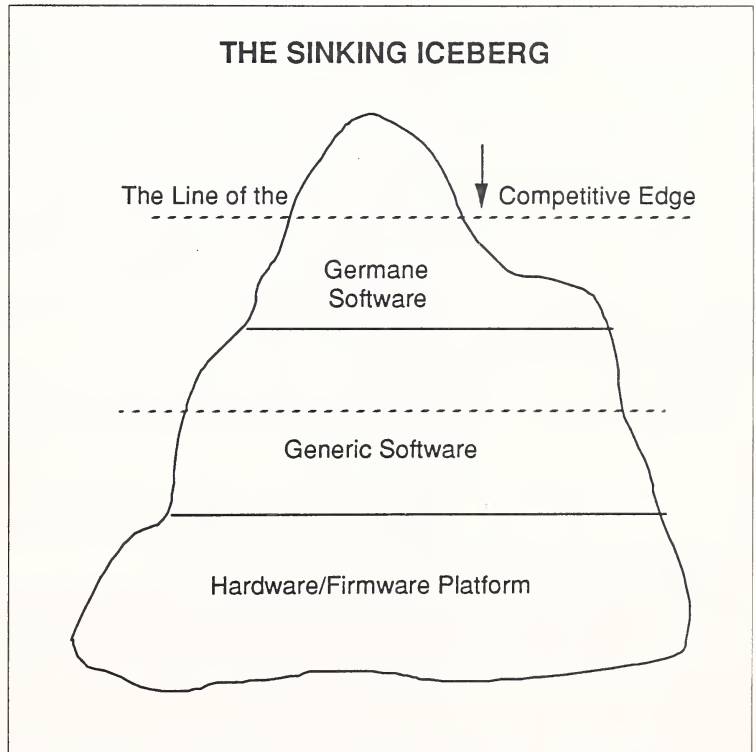 THE SINKING ICEBERG
The Line of the Competitive Edge
Germane
Software
Generic Software
Hardware/Firmware Platform